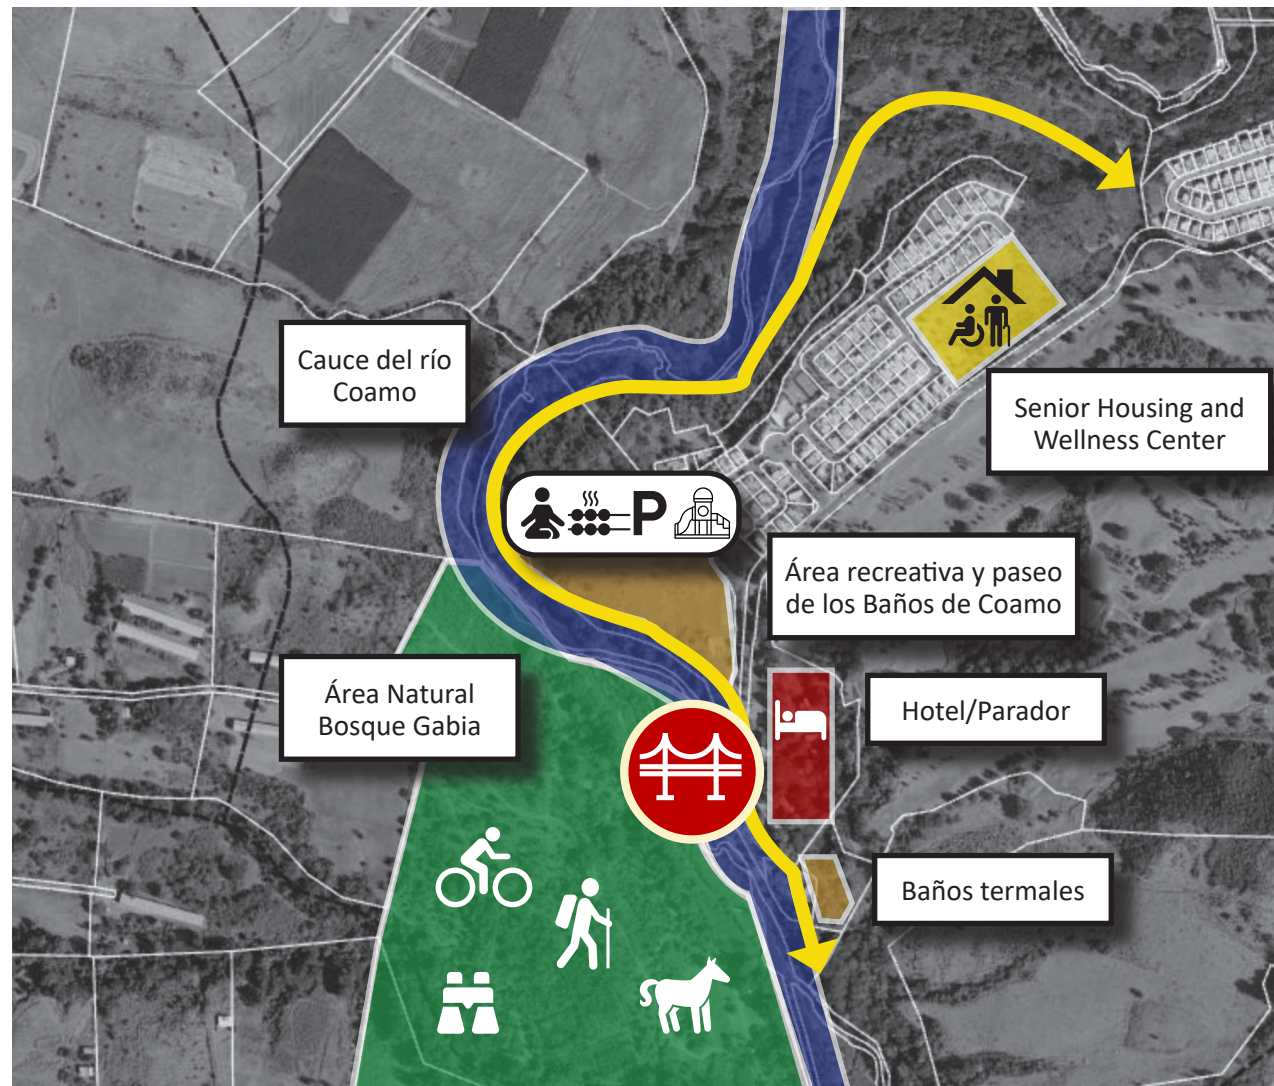 Cauce del río
Coamo
Senior Housing and
Wellness Center
P
Área recreativa y paseo
de los Baños de Coamo
Área Natural
Bosque Gabia
Hotel/Parador
Baños termales